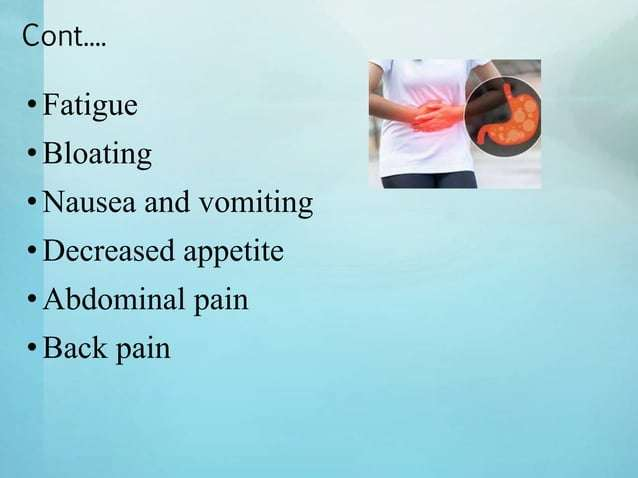 Cont....
• Fatigue
• Bloating
• Nausea and vomiting
• Decreased appetite
• Abdominal pain
• Back pain